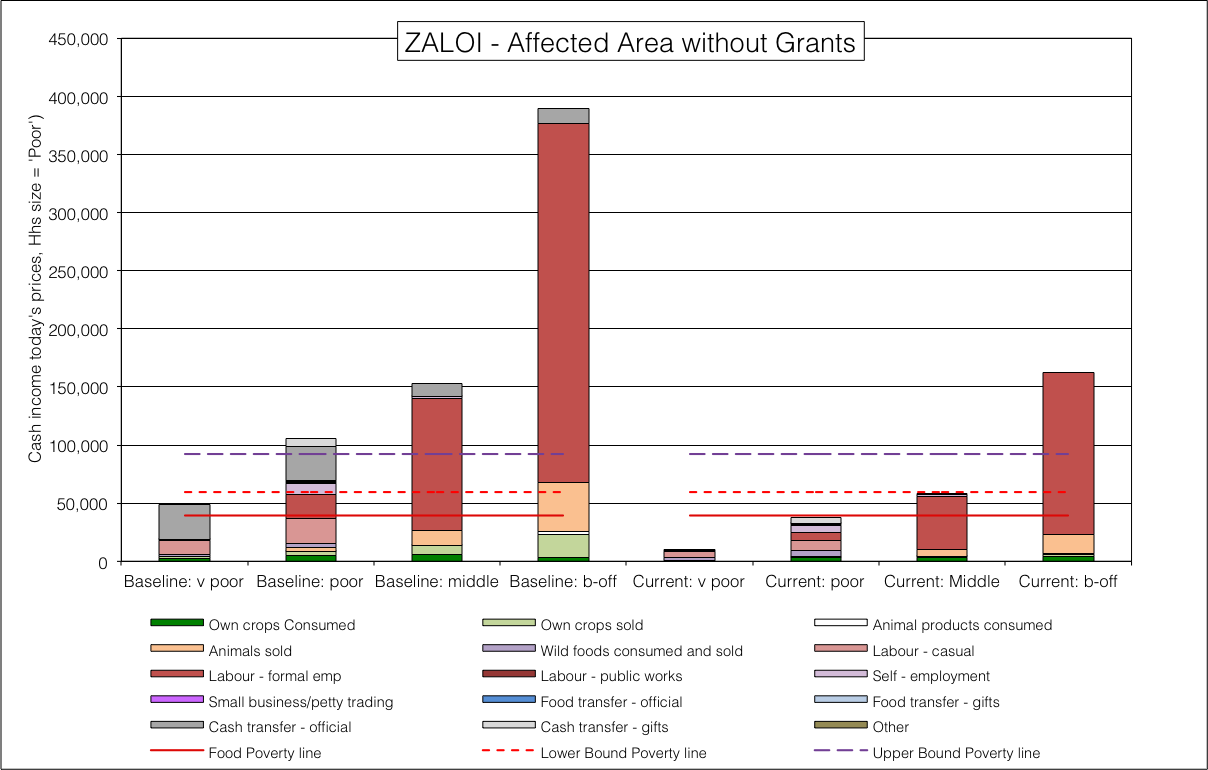 ZALOI - Affected Area without Grants
Cash income today's prices, Hhs size = 'Poor')
450,000
400,000
350,000
300,000
250,000
200,000
150,000
100,000
50,000
0
Baseline: v poor Baseline: poor Baseline: middle Baseline: b-off Current: v poor Current: poor Current: Middle Current: b-off
Own crops Consumed Own crops sold Animal products consumed
Animals sold Wild foods consumed and sold Labour - casual
Labour - formal emp Labour - public works Self - employment
Small business/petty trading Food transfer - official Food transfer - gifts
Cash transfer - official Cash transfer - gifts Other
Food Poverty line Lower Bound Poverty line Upper Bound Poverty line